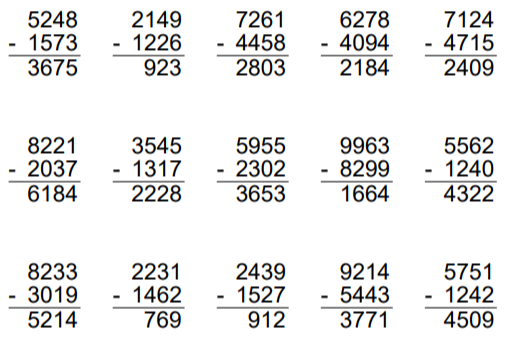 5248 2149 7261 6278 7124
- 1573 - 1226 - 4458 - 4094 - 4715
3675 923 2803 2184 2409
8221 3545 5955 9963 5562
- 2037 - 1317 - 2302 - 8299 - 1240
6184 2228 3653 1664 4322
8233 2231 2439 9214 5751
- 3019 - 1462 - 1527 - 5443 - 1242
5214 769 912 3771 4509